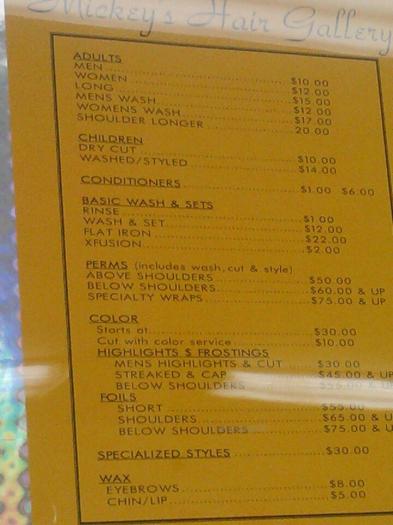 Mickey's Hair Gallery
ADULTS
MEN $10.00
WOMEN $12.00
LONG $15.00
MENS WASH $12.00
WOMENS WASH $17.00
SHOULDER LONGER 20.00
CHILDREN
DRY CUT $10.00
WASHED/STYLED $14.00
CONDITIONERS $1.00 $6.00
BASIC WASH & SETS
RINSE $1.00
WASH & SET $12.00
FLAT IRON $22.00
XFUSION $2.00
PERMS (includes wash, cut & style)
ABOVE SHOULDERS $50.00
BELOW SHOULDERS $60.00 & UP
SPECIALTY WRAPS $75.00 & UP
COLOR
Starts at $30.00
Cut with color service $10.00
HIGHLIGHTS $ FROSTINGS
MENS HIGHLIGHTS & CUT $30.00
STREAKED & CAP $45.00 & UP
BELOW SHOULDERS $55.00 & UP
FOILS
SHORT $55.00
SHOULDERS $65.00 & U
BELOW SHOULDERS $75.00 & U
SPECIALIZED STYLES $30.00
WAX
EYEBROWS $8.00
CHIN/LIP $5.00